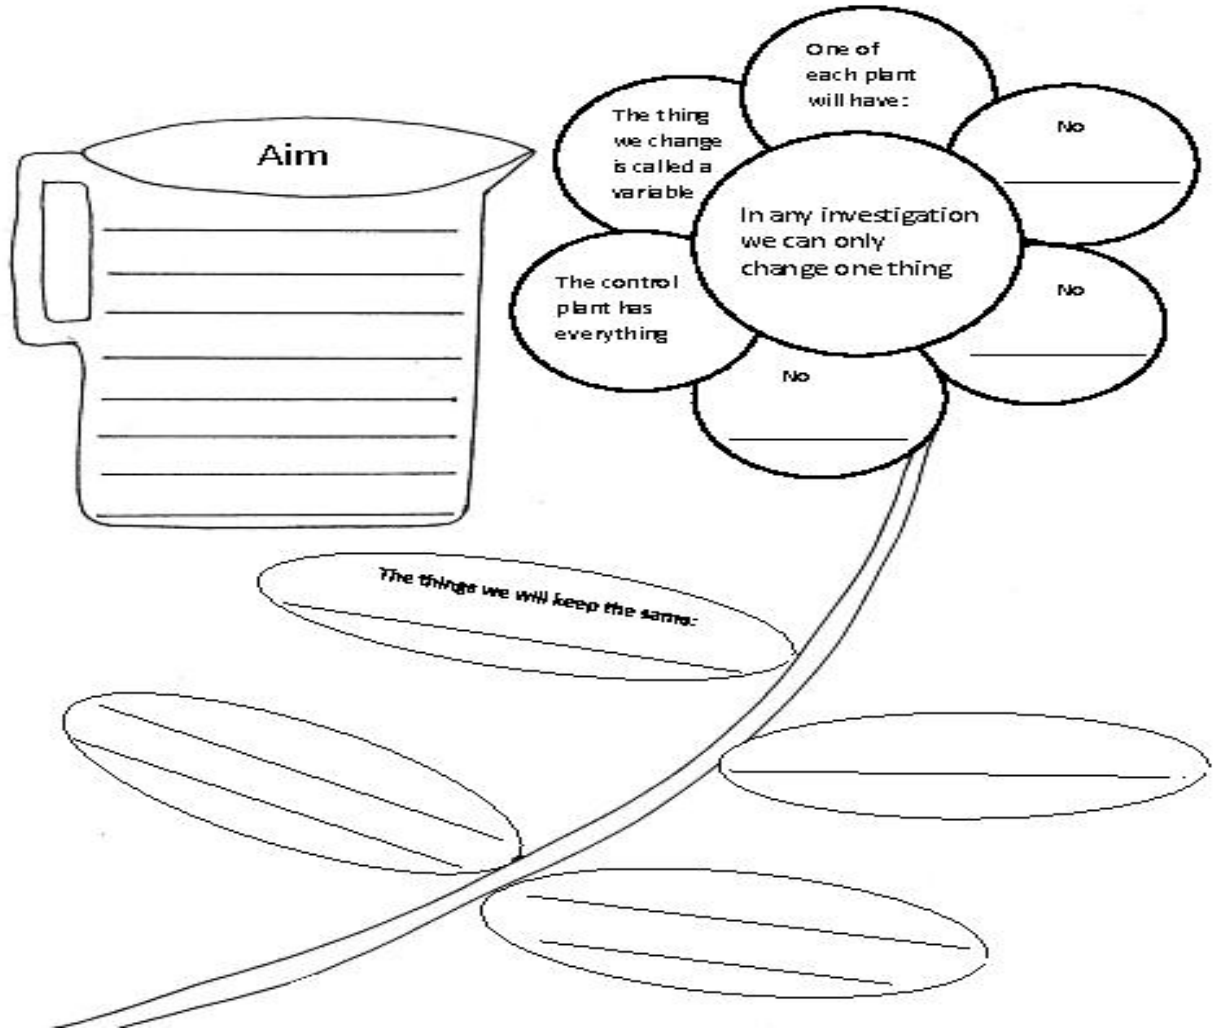 Aim
One of
each plant
will have:
The thing
we change
is called a
variable
No
In any investigation
we can only
change one thing
The control
plant has
everything
No
No
The things we will keep the same: